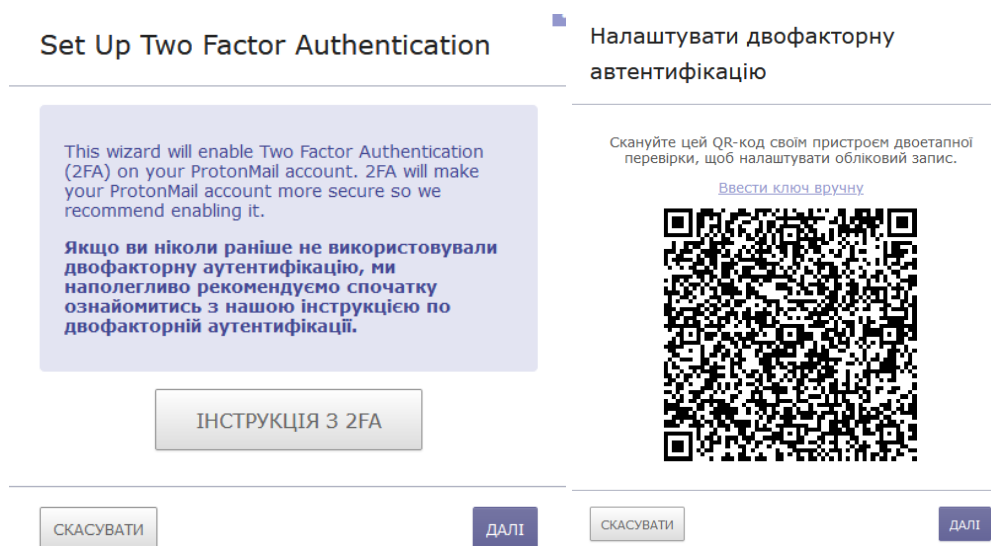 Set Up Two Factor Authentication
This wizard will enable Two Factor Authentication
(2FA) on your ProtonMail account. 2FA will make
your ProtonMail account more secure so we
recommend enabling it.
Якщо ви ніколи раніше не використовували
двофакторну аутентифікацію, ми
наполегливо рекомендуємо спочатку
ознайомитись з нашою інструкцією по
двофакторній аутентифікації.
ІНСТРУКЦІЯ З 2FA
СКАСУВАТИ
ДАЛІ
Налаштувати двофакторну
автентифікацію
Скануйте цей QR-код своїм пристроєм двоетапної
перевірки, щоб налаштувати обліковий запис.
Ввести ключ вручну
СКАСУВАТИ
ДАЛІ